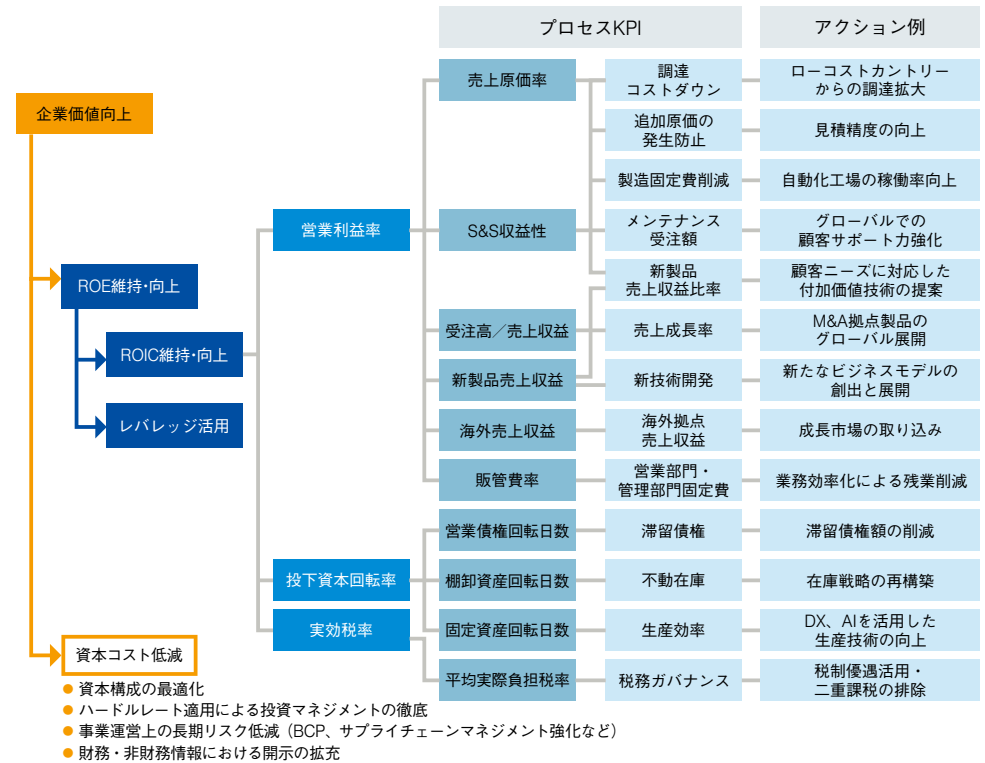 プロセスKPI
アクション例
企業価値向上
ROE維持・向上
ROIC維持・向上
レバレッジ活用
営業利益率
投下資本回転率
実効税率
売上原価率
調達
コストダウン
ローコストカントリー
からの調達拡大
追加原価の
発生防止
見積精度の向上
製造固定費削減
自動化工場の稼働率向上
S&S収益性
メンテナンス
受注額
グローバルでの
顧客サポート力強化
新製品
売上収益比率
顧客ニーズに対応した
付加価値技術の提案
受注高／売上収益
売上成長率
M&A拠点製品の
グローバル展開
新製品売上収益
新技術開発
新たなビジネスモデルの
創出と展開
海外売上収益
海外拠点
売上収益
成長市場の取り込み
販管費率
営業部門・
管理部門固定費
業務効率化による残業削減
営業債権回転日数
滞留債権
滞留債権額の削減
棚卸資産回転日数
不動在庫
在庫戦略の再構築
固定資産回転日数
生産効率
DX、AIを活用した
生産技術の向上
平均実際負担税率
税務ガバナンス
税制優遇活用・
二重課税の排除
資本コスト低減
● 資本構成の最適化
● ハードルレート適用による投資マネジメントの徹底
● 事業運営上の長期リスク低減（BCP、サプライチェーンマネジメント強化など）
● 財務・非財務情報における開示の拡充